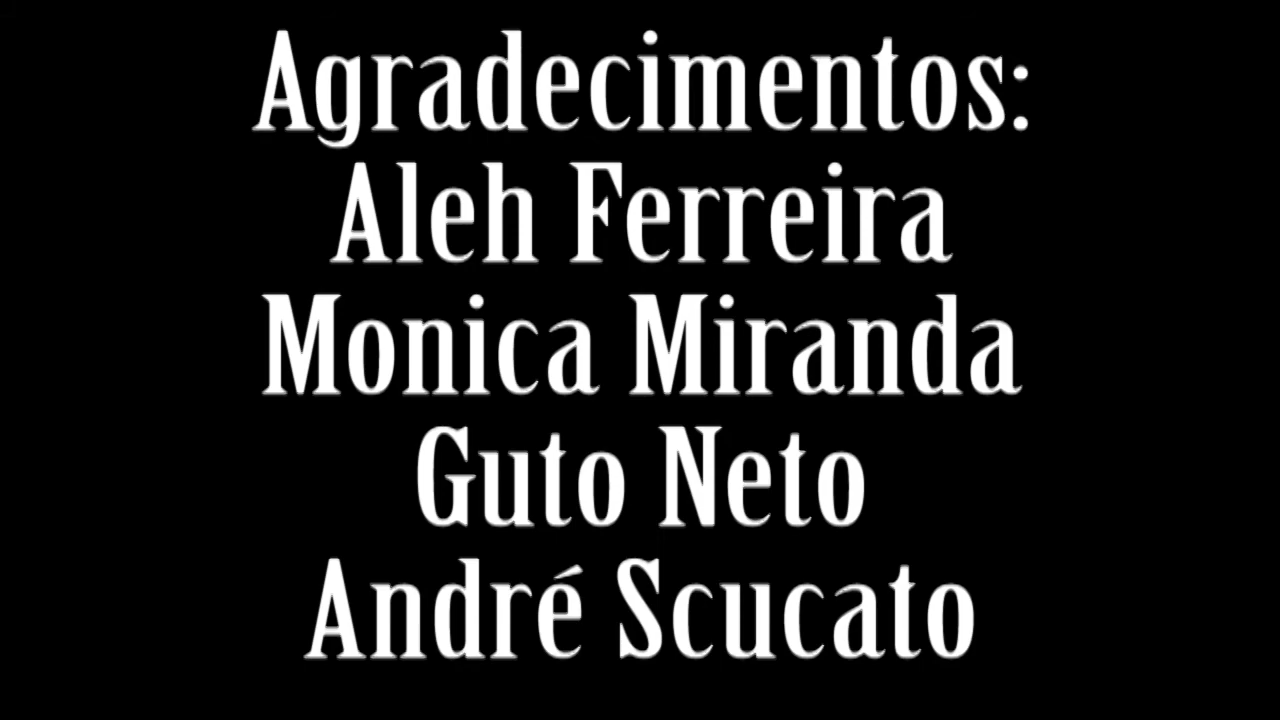 Agradecimentos:
Aleh Ferreira
Monica Miranda
Guto Neto
André Scucato